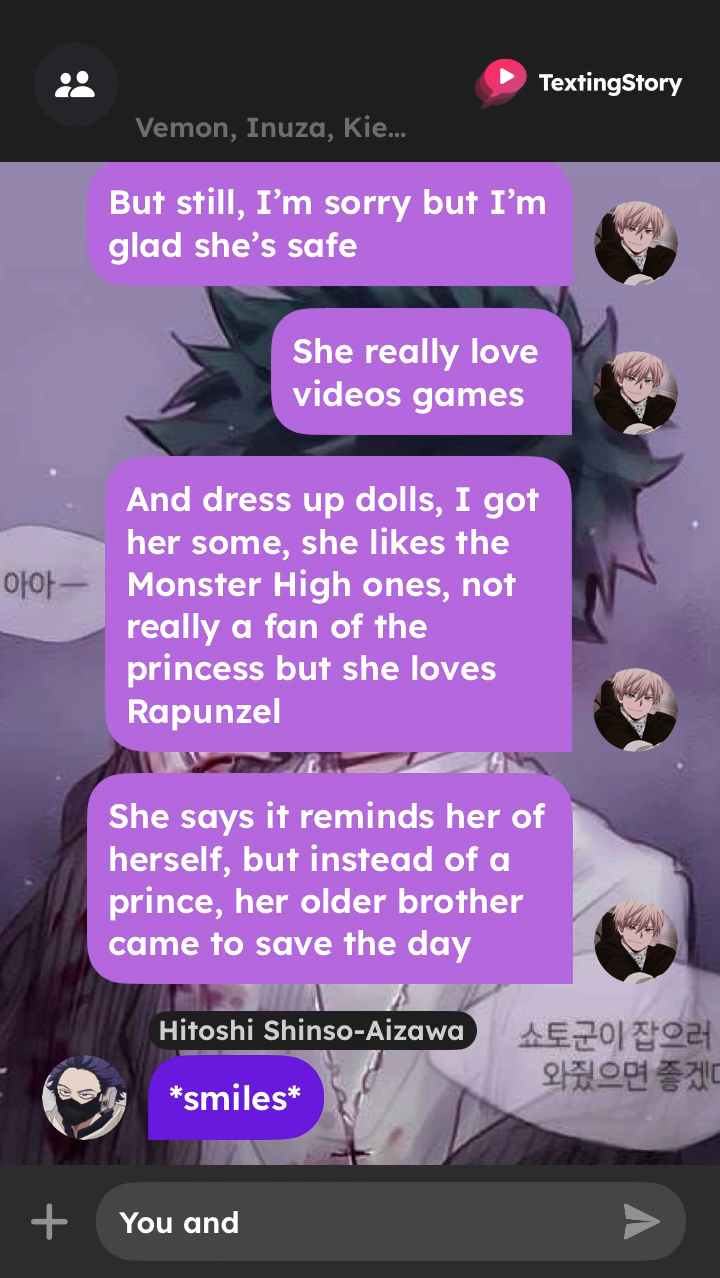 TextingStory
Vemon, Inuza, Kie...
But still, I'm sorry but I'm
glad she's safe
She really love
videos games
And dress up dolls, I got
her some, she likes the
Monster High ones, not
really a fan of the
princess but she loves
Rapunzel
아아—
She says it reminds her of
herself, but instead of a
prince, her older brother
came to save the day
Hitoshi Shinso-Aizawa
*smiles*
쇼토군이 잡으러
와줬으면 좋겠
You and